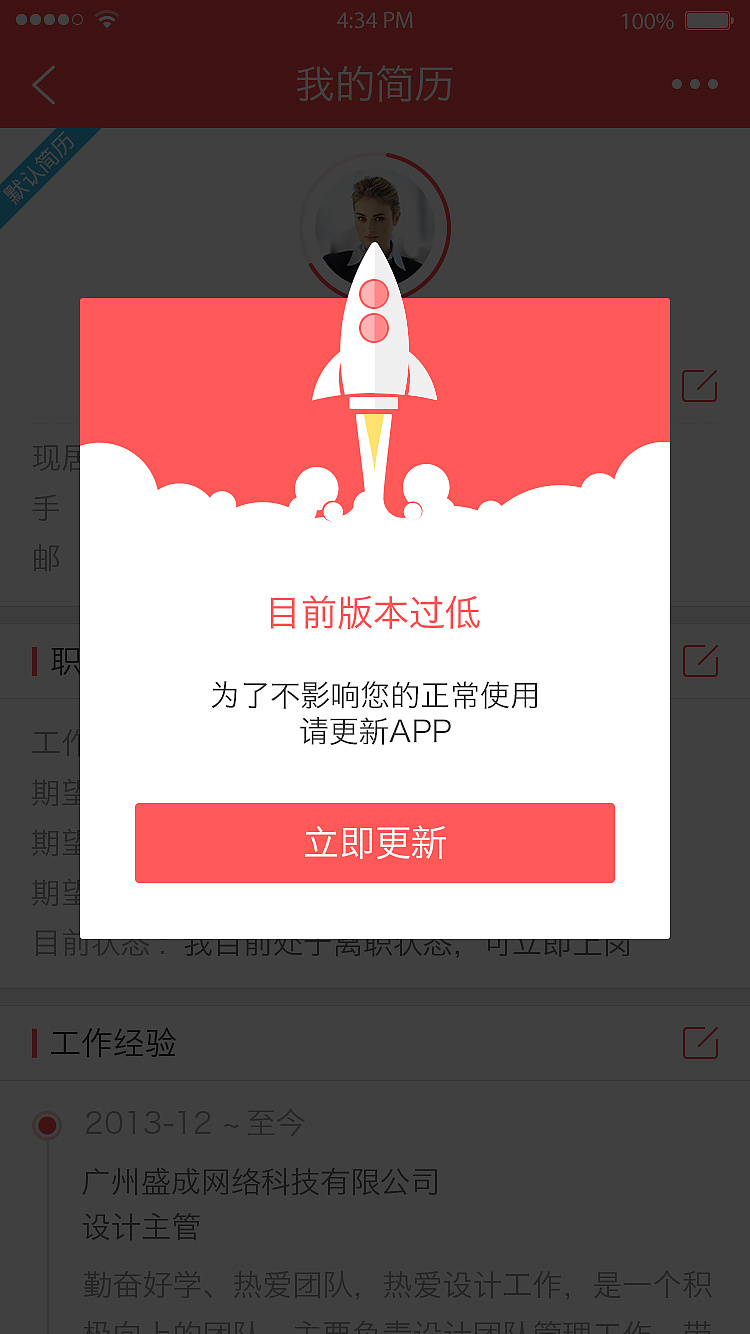 4:34 PM
100%
我的简历
默认简历
现居
手
邮
目前版本过低
为了不影响您的正常使用
请更新APP
立即更新
职
工作
期望
期望
期望
目前状态：我目前处于离职状态，可立即上岗
工作经验
2013-12 ~ 至今
广州盛成网络科技有限公司
设计主管
勤奋好学、热爱团队，热爱设计工作，是一个积
极向上的团队，主要负责设计团队管理工作，带